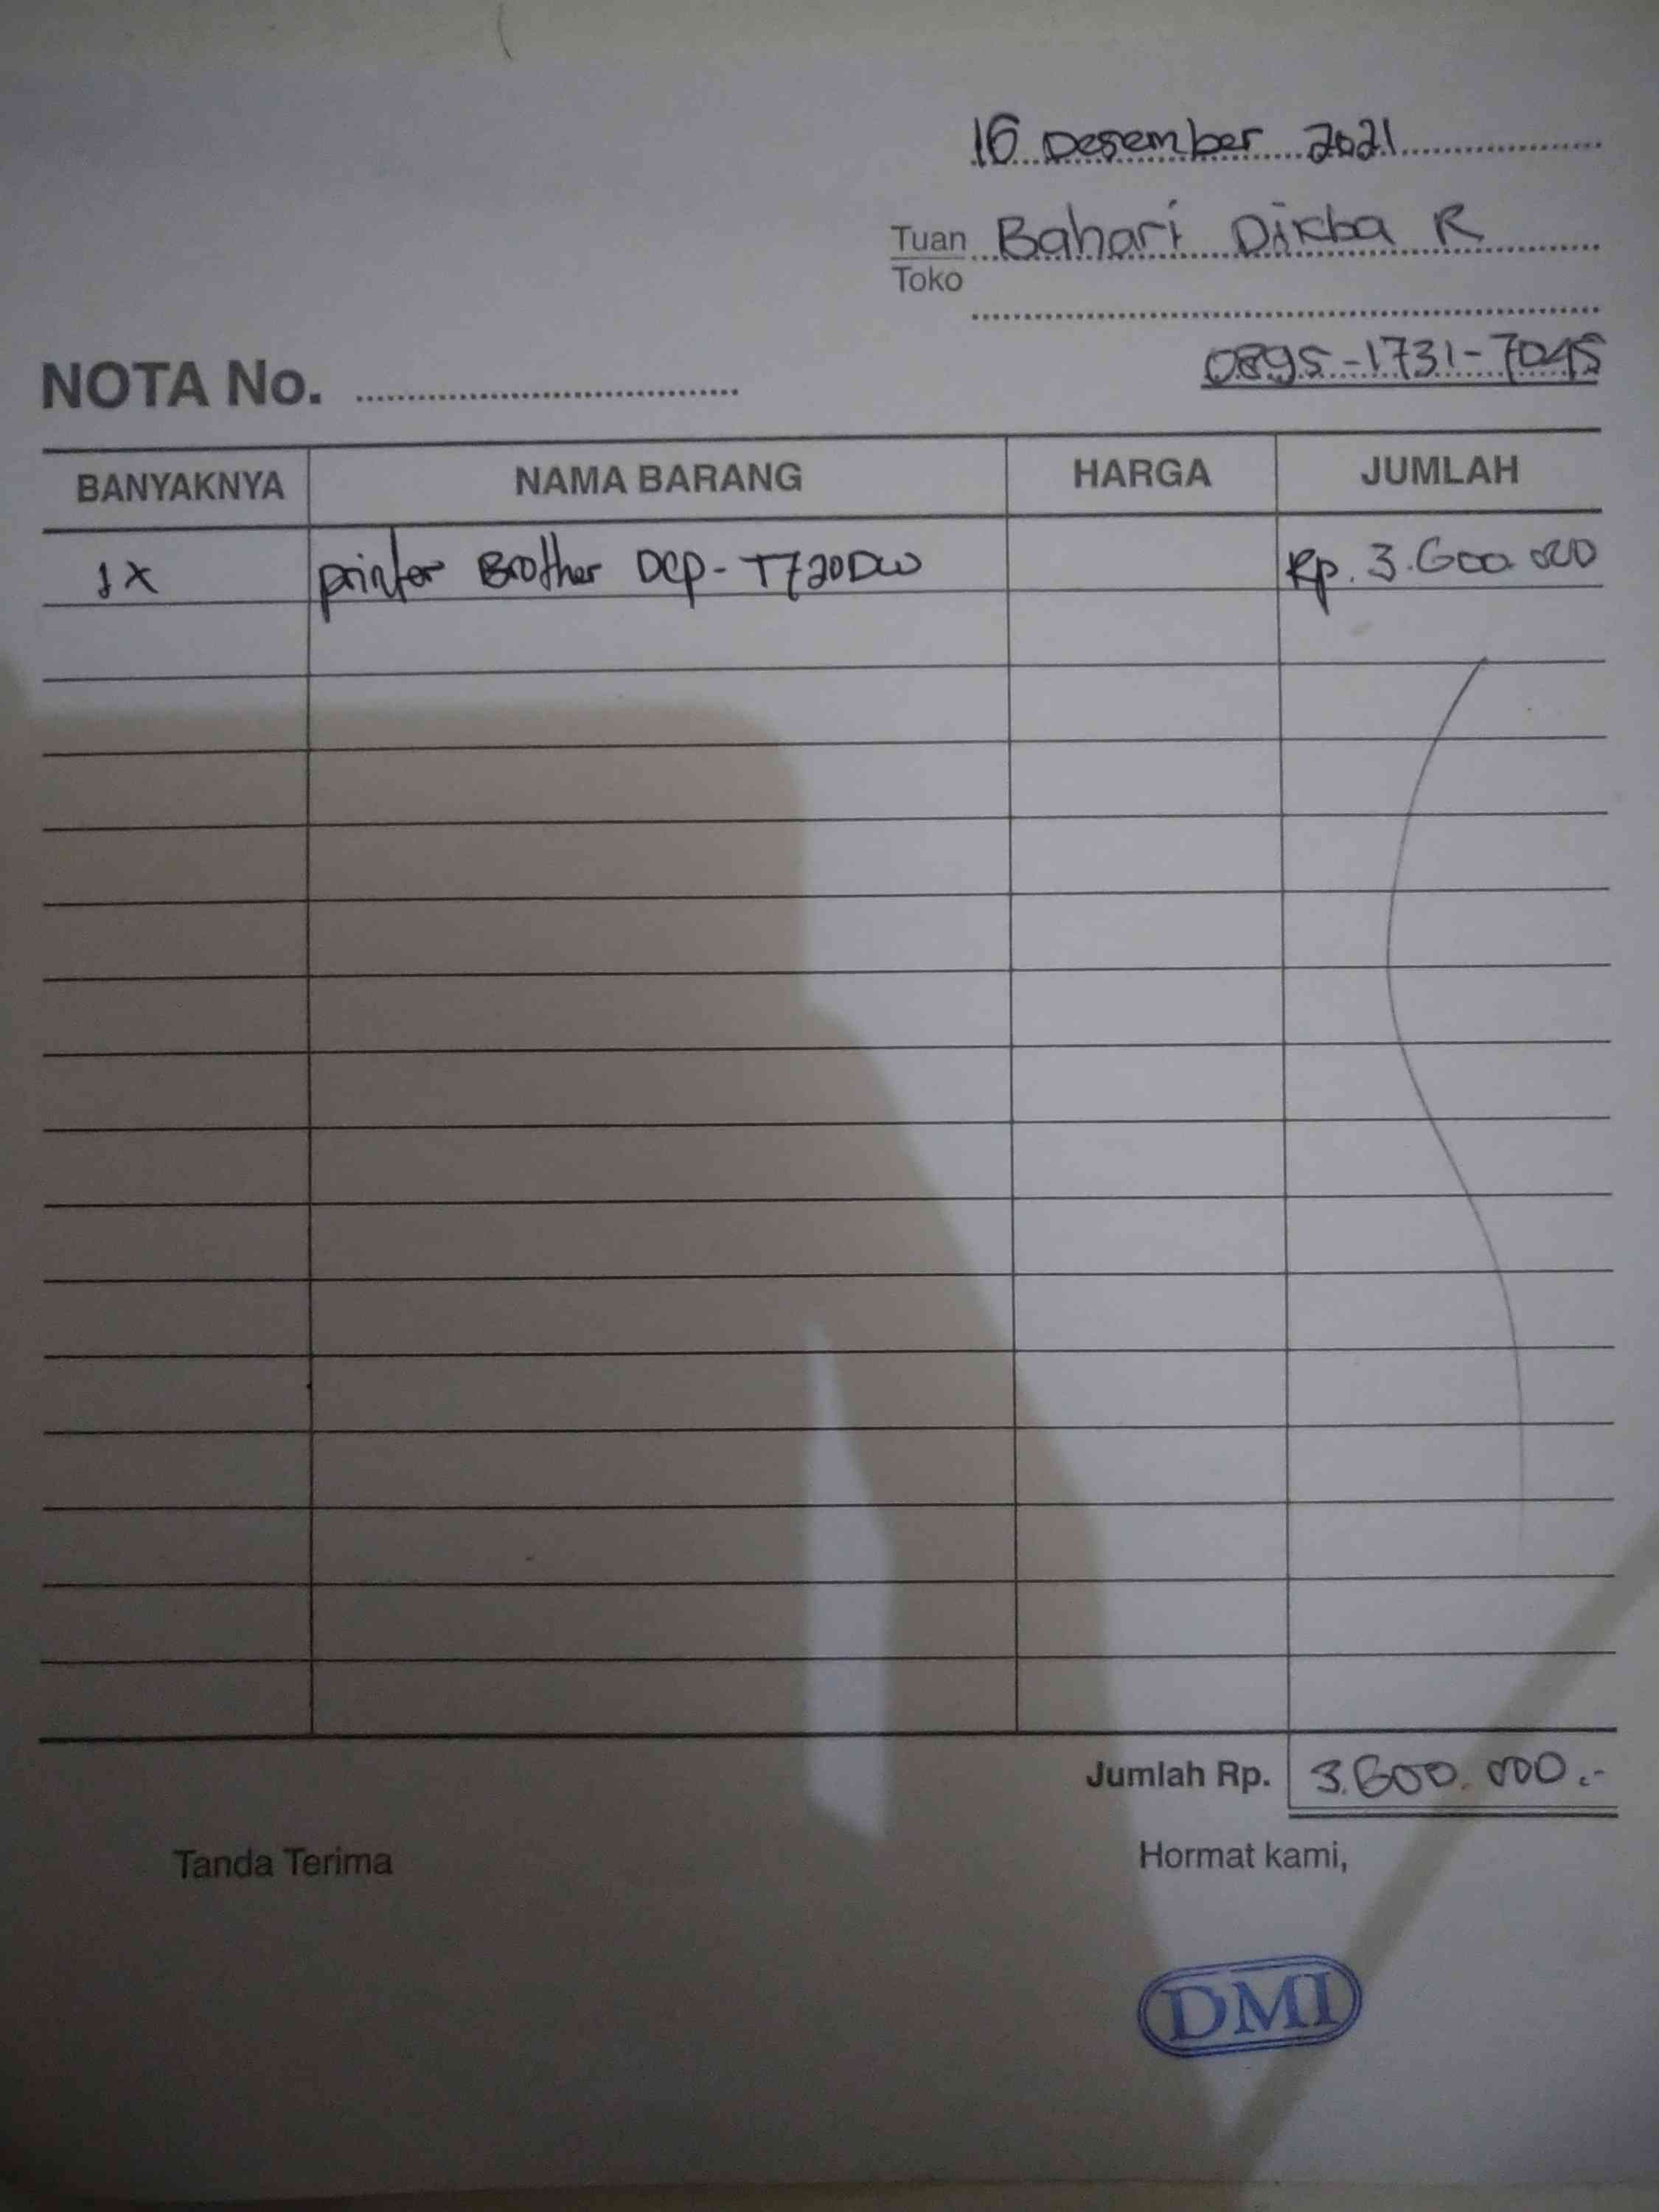 16 Desember 2021
Tuan Bahari Dikba R
Toko
0895-1731-7045
NOTA No.
BANYAKNYA NAMA BARANG HARGA JUMLAH
1x printer Brother DCP-T720DW Rp. 3.600.000
Jumlah Rp. 3.600.000.-
Tanda Terima Hormat kami,
DMI